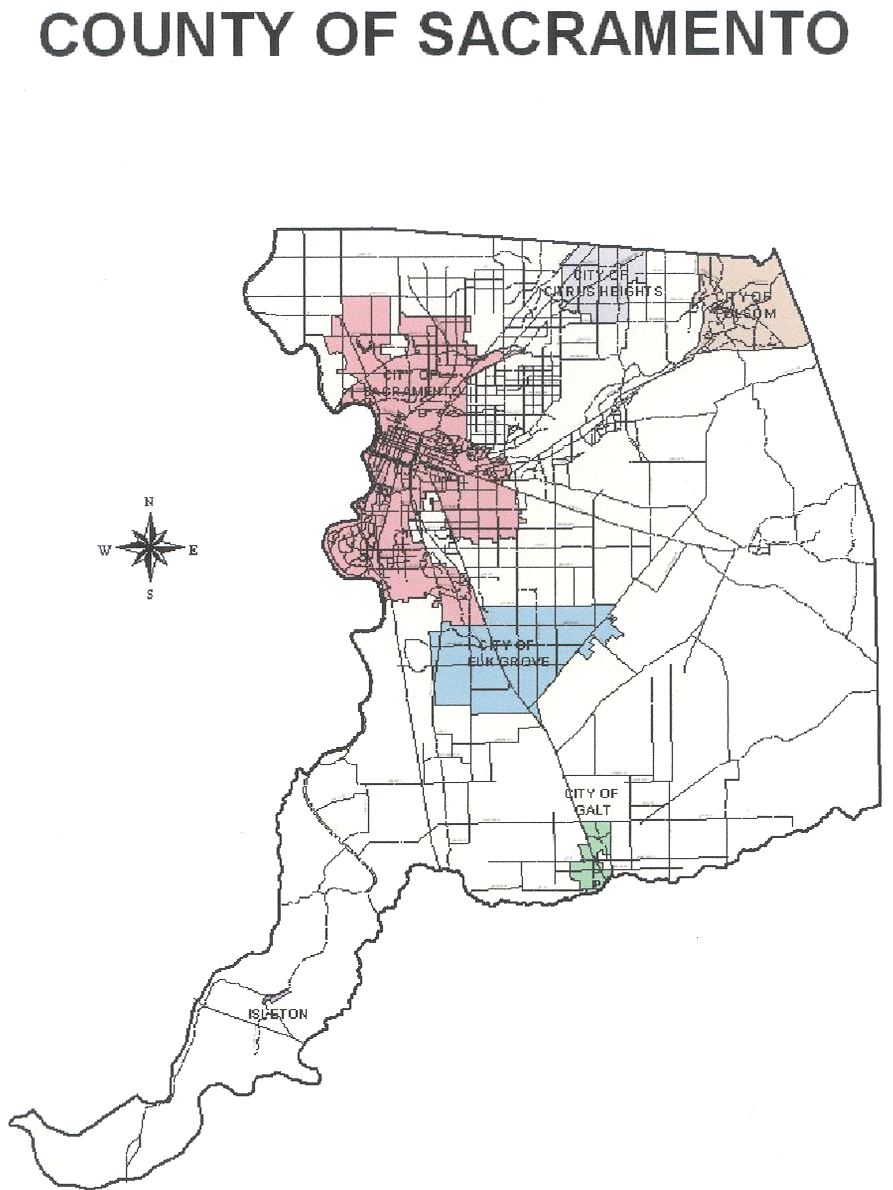 COUNTY OF SACRAMENTO
CITY OF
CITRUS HEIGHTS
CITY OF
FOLSOM
CITY OF
SACRAMENTO
N
W E
S
CITY OF
ELK GROVE
CITY OF
GALT
ISLETON